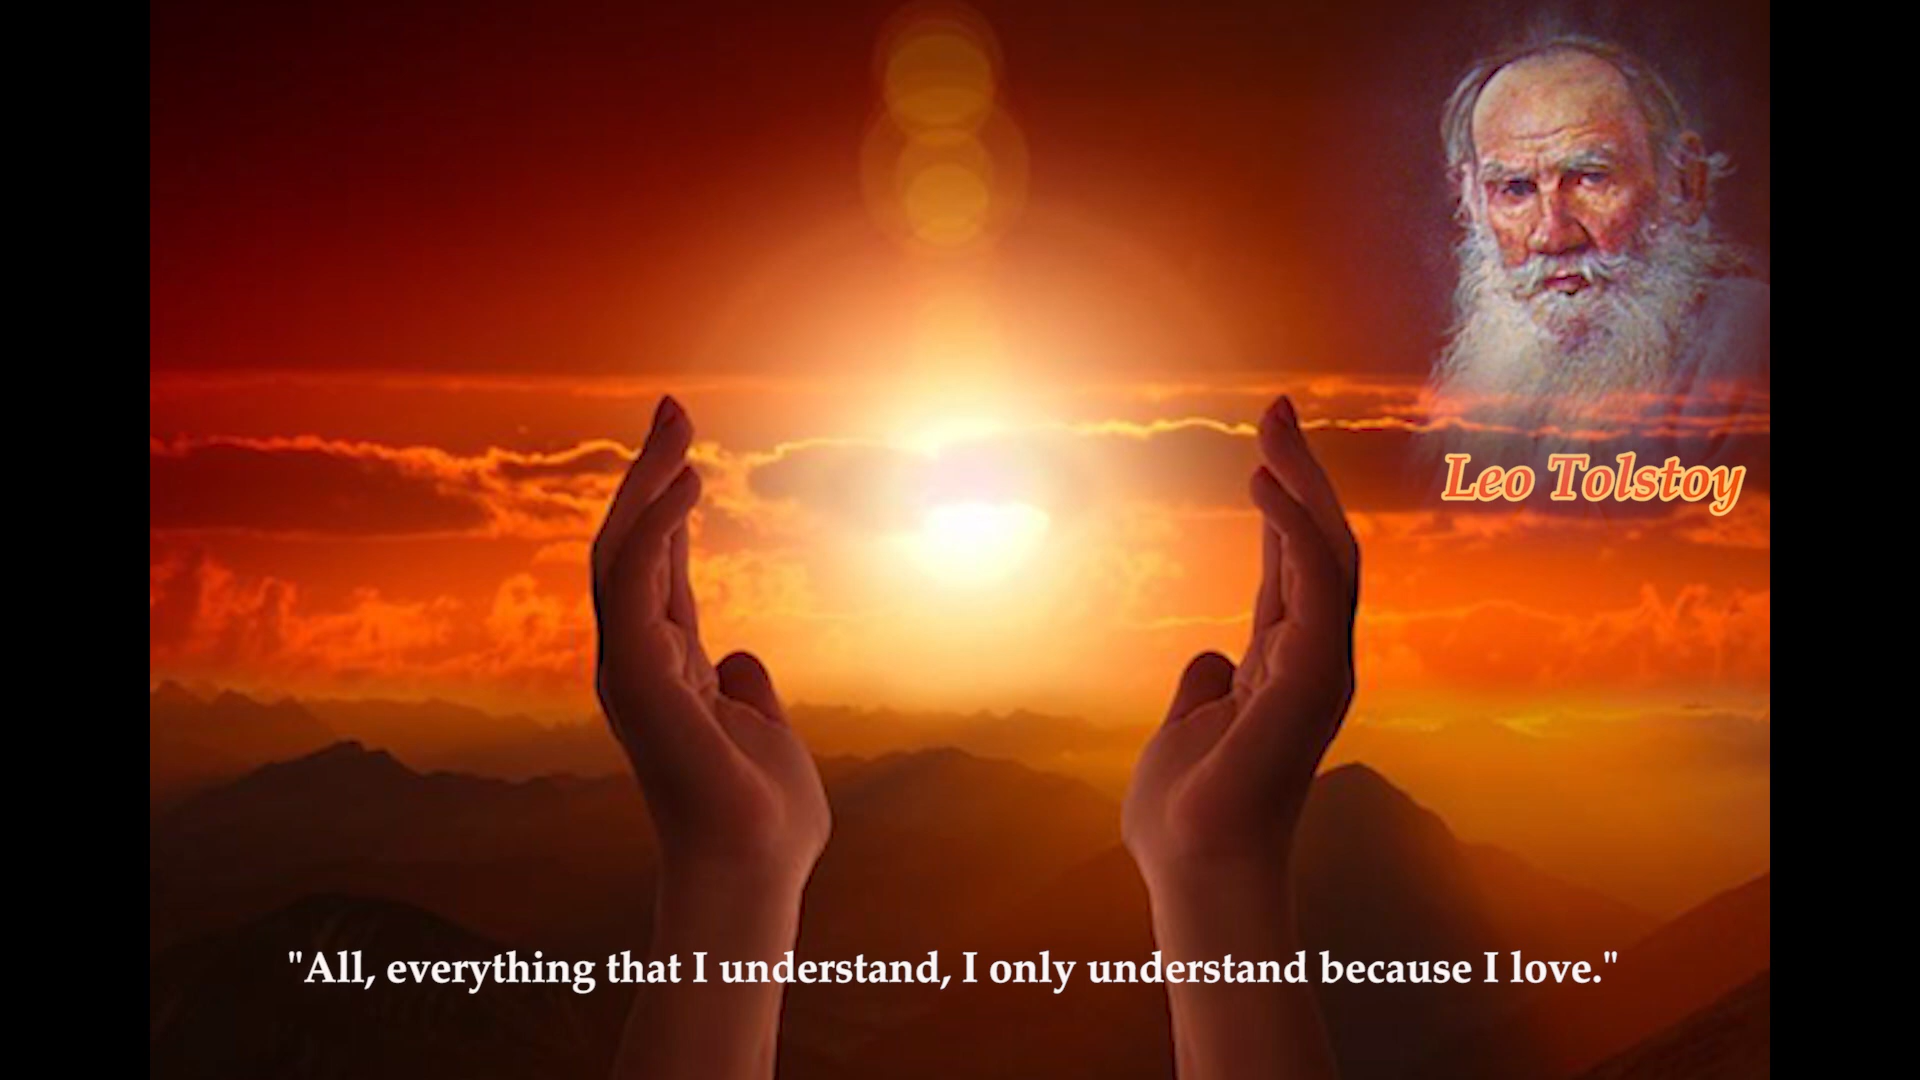 Leo Tolstoy
"All, everything that I understand, I only understand because I love."